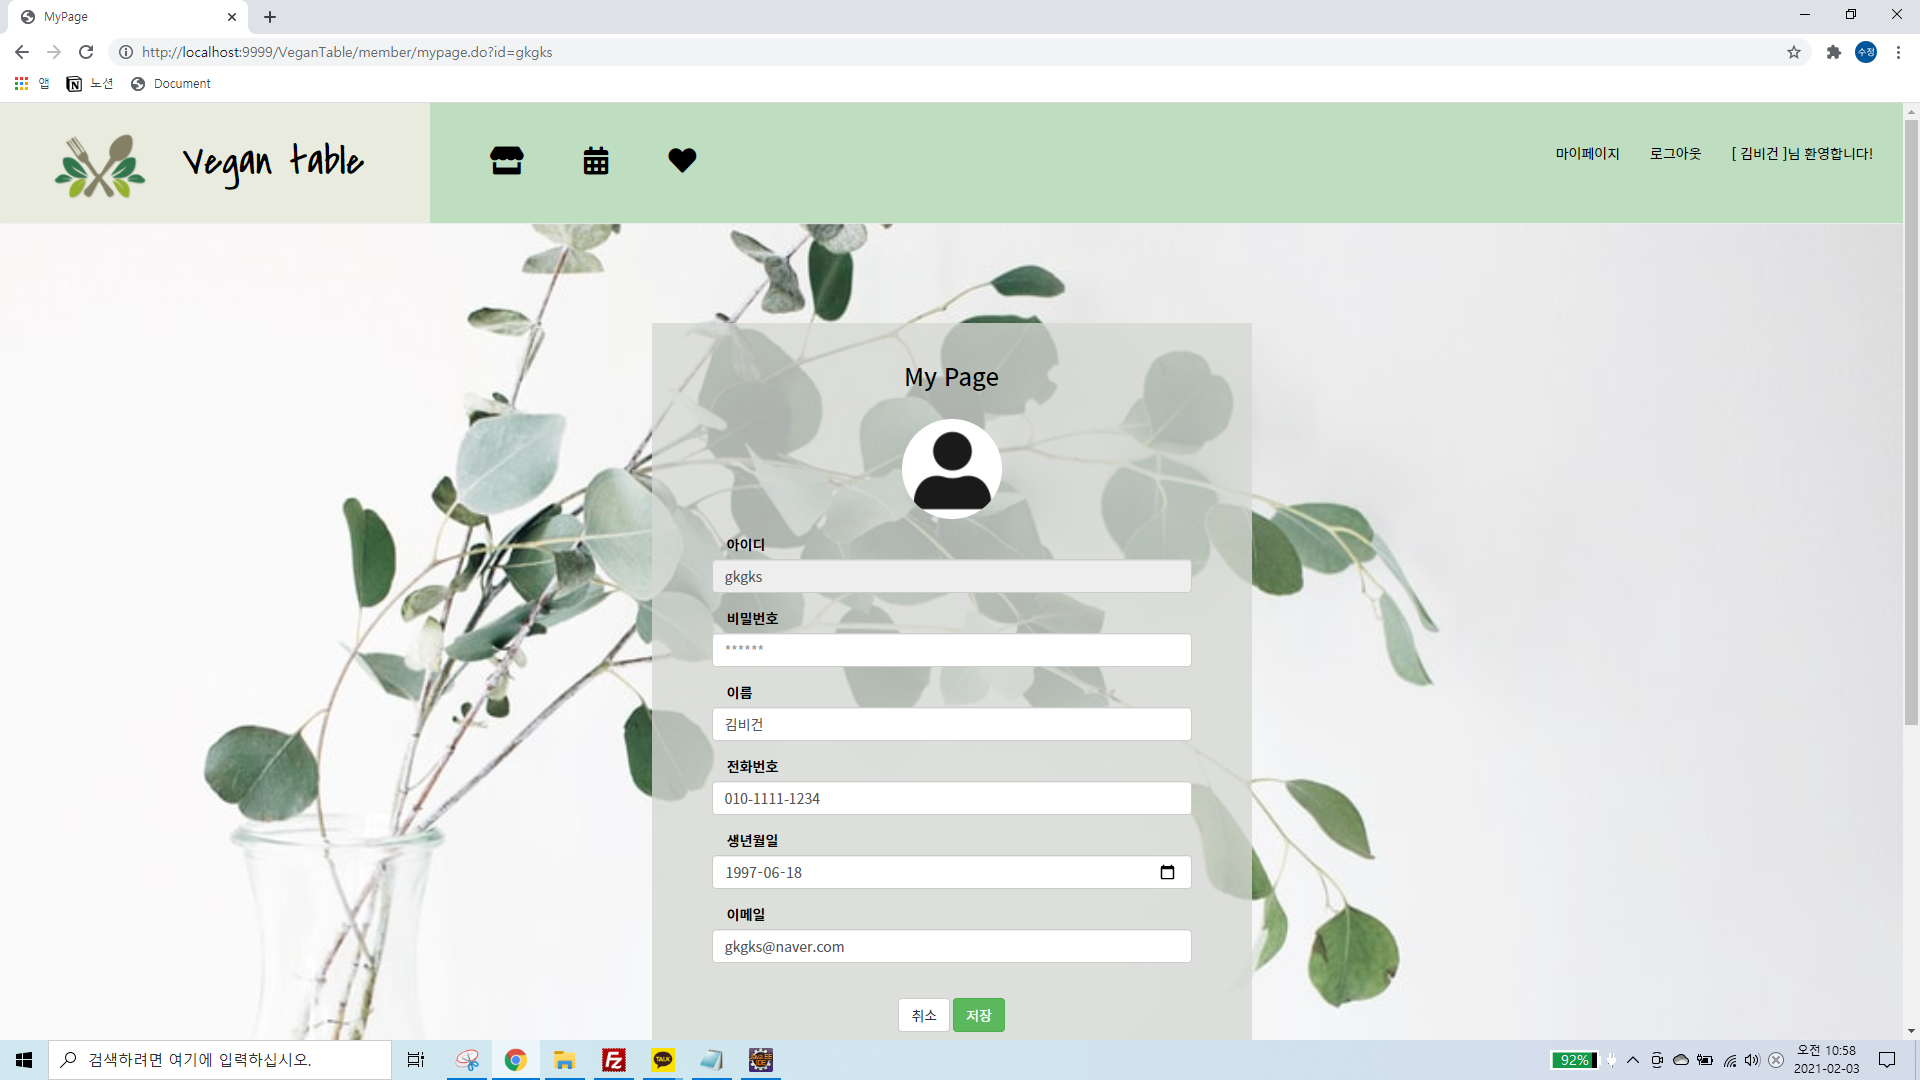 MyPage
http://localhost:9999/VeganTable/member/mypage.do?id=gkgks
수정
앱 노션 Document
Vegan table
마이페이지 로그아웃 [ 김비건 ]님 환영합니다!
My Page
아이디
gkgks
비밀번호
******
이름
김비건
전화번호
010-1111-1234
생년월일
1997-06-18
이메일
gkgks@naver.com
취소 저장
검색하려면 여기에 입력하십시오.
TALK
92%
오전 10:58
2021-02-03